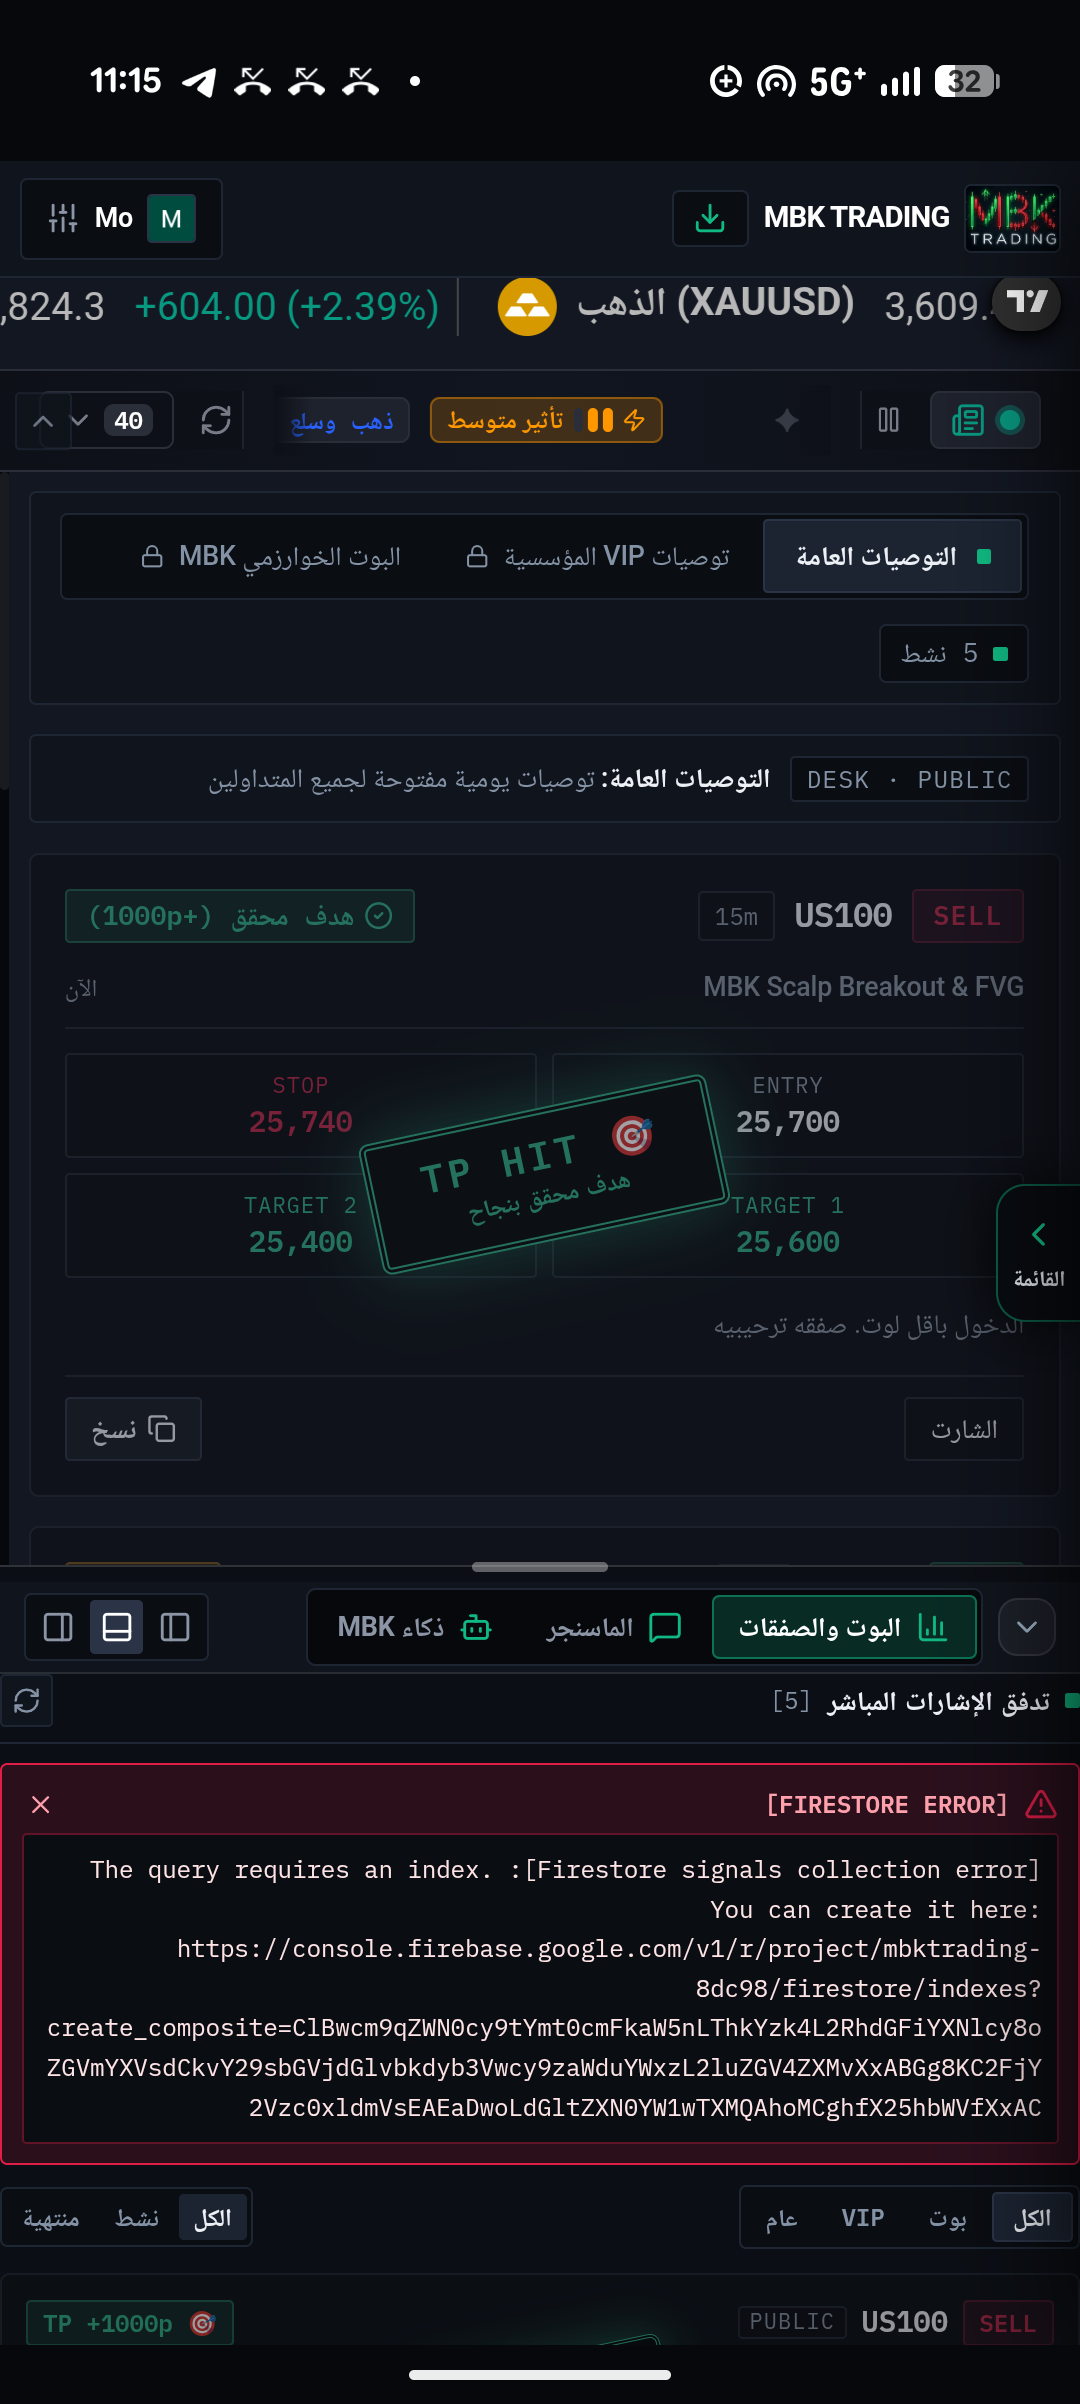 11:15
5G+
32
Mo
M
MBK TRADING
MBK
TRADING
,824.3 +604.00 (+2.39%)
الذهب (XAUUSD) 3,609.
40
ذهب وسلع
تأثير متوسط
التوصيات العامة
توصيات VIP المؤسسية
البوت الخوارزمي MBK
5 نشط
DESK · PUBLIC
التوصيات العامة: توصيات يومية مفتوحة لجميع المتداولين
SELL
US100
15m
هدف محقق (+1000p)
MBK Scalp Breakout & FVG
الآن
ENTRY
25,700
STOP
25,740
TP HIT 🎯
هدف محقق بنجاح
TARGET 1
25,600
TARGET 2
25,400
القائمة
الدخول باقل لوت. صفقه ترحيبيه
الشارت
نسخ
البوت والصفقات
الماسنجر
ذكاء MBK
تدفق الإشارات المباشر [5]
[FIRESTORE ERROR]
The query requires an index. :[Firestore signals collection error]
You can create it here:
https://console.firebase.google.com/v1/r/project/mbktrading-
8dc98/firestore/indexes?
create_composite=ClBwcm9qZWN0cy9tYmt0cmFkaW5nLThkYzk4L2RhdGFiYXNlcy8o
ZGVmYXVsdCkvY29sbGVjdGlvbkdyb3Vwcy9zaWduYWxzL2luZGV4ZXMvXxABGg8KC2FjY
2Vzc0xldmVsEAEaDwoLdGltZXN0YW1wTXMQAhoMCghfX25hbWVfXxAC
الكل
بوت
VIP
عام
الكل
نشط
منتهية
SELL
US100
PUBLIC
TP +1000p 🎯